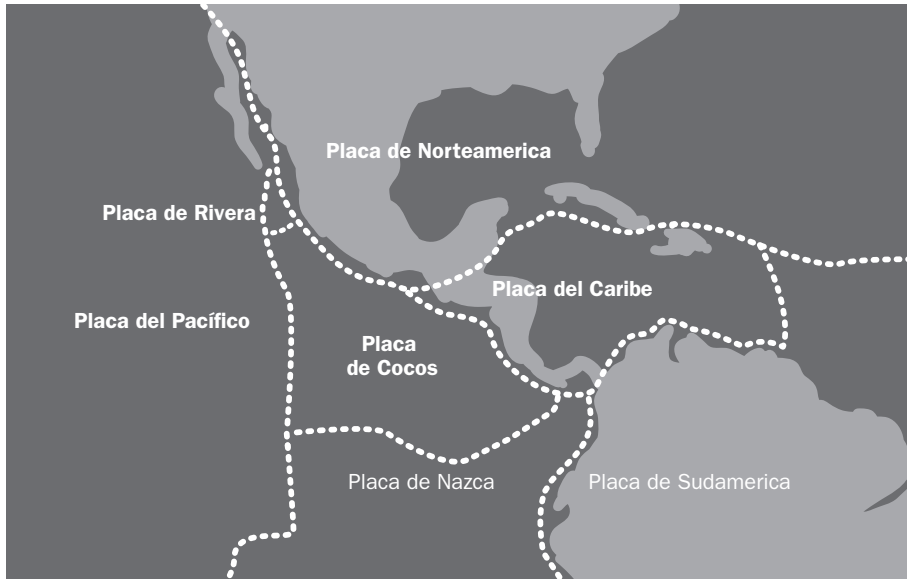 Placa de Norteamerica
Placa de Rivera
Placa del Caribe
Placa del Pacífico
Placa
de Cocos
Placa de Nazca
Placa de Sudamerica